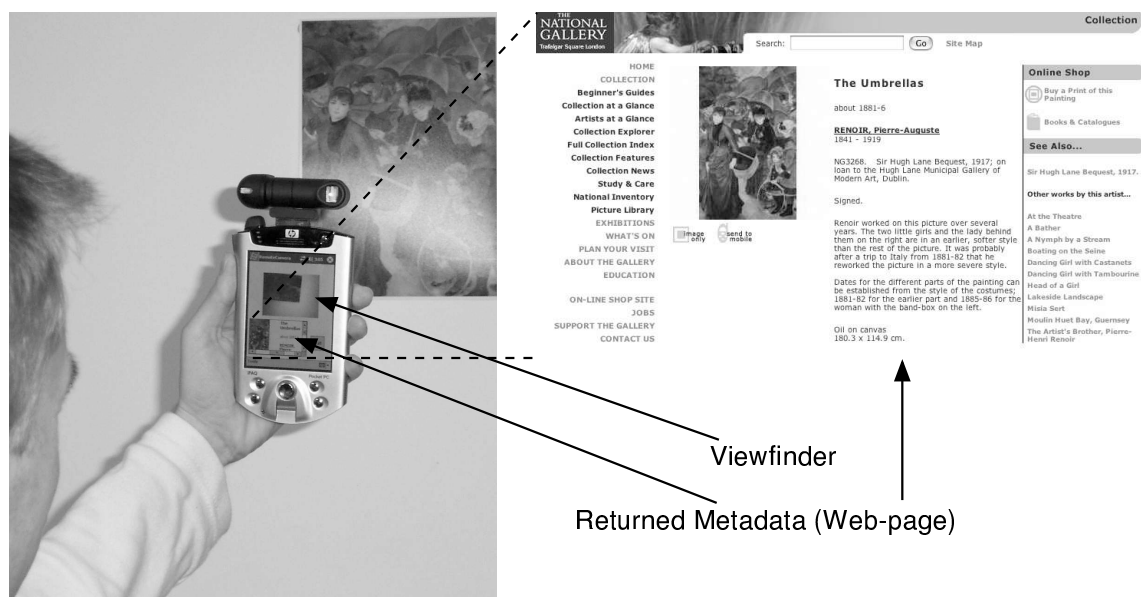 THE
NATIONAL
GALLERY
Trafalgar Square London
Collection
Search:
Go
Site Map
HOME
COLLECTION
Beginner's Guides
Collection at a Glance
Artists at a Glance
Collection Explorer
Full Collection Index
Collection Features
Collection News
Study & Care
National Inventory
Picture Library
EXHIBITIONS
WHAT'S ON
PLAN YOUR VISIT
ABOUT THE GALLERY
EDUCATION
ON-LINE SHOP SITE
JOBS
SUPPORT THE GALLERY
CONTACT US
image
only
send to
mobile
The Umbrellas
about 1881-6
RENOIR, Pierre-Auguste
1841 - 1919
NG3268. Sir Hugh Lane Bequest, 1917; on
loan to the Hugh Lane Municipal Gallery of
Modern Art, Dublin.
Signed.
Renoir worked on this picture over several
years. The two little girls and the lady behind
them on the right are in an earlier, softer style
than the rest of the picture. It was probably
after a trip to Italy from 1881-82 that he
reworked the picture in a more severe style.
Dates for the different parts of the painting can
be established from the style of the costumes;
1881-82 for the earlier part and 1885-86 for the
woman with the band-box on the left.
Oil on canvas
180.3 x 114.9 cm.
Online Shop
Buy a Print of this
Painting
Books & Catalogues
See Also...
Sir Hugh Lane Bequest, 1917.
Other works by this artist...
At the Theatre
A Bather
A Nymph by a Stream
Boating on the Seine
Dancing Girl with Castanets
Dancing Girl with Tambourine
Head of a Girl
Lakeside Landscape
Misia Sert
Moulin Huet Bay, Guernsey
The Artist's Brother, Pierre-
Henri Renoir
hp
The
Umbrellas
RENOIR
iPAQ
Pocket PC
Viewfinder
Returned Metadata (Web-page)